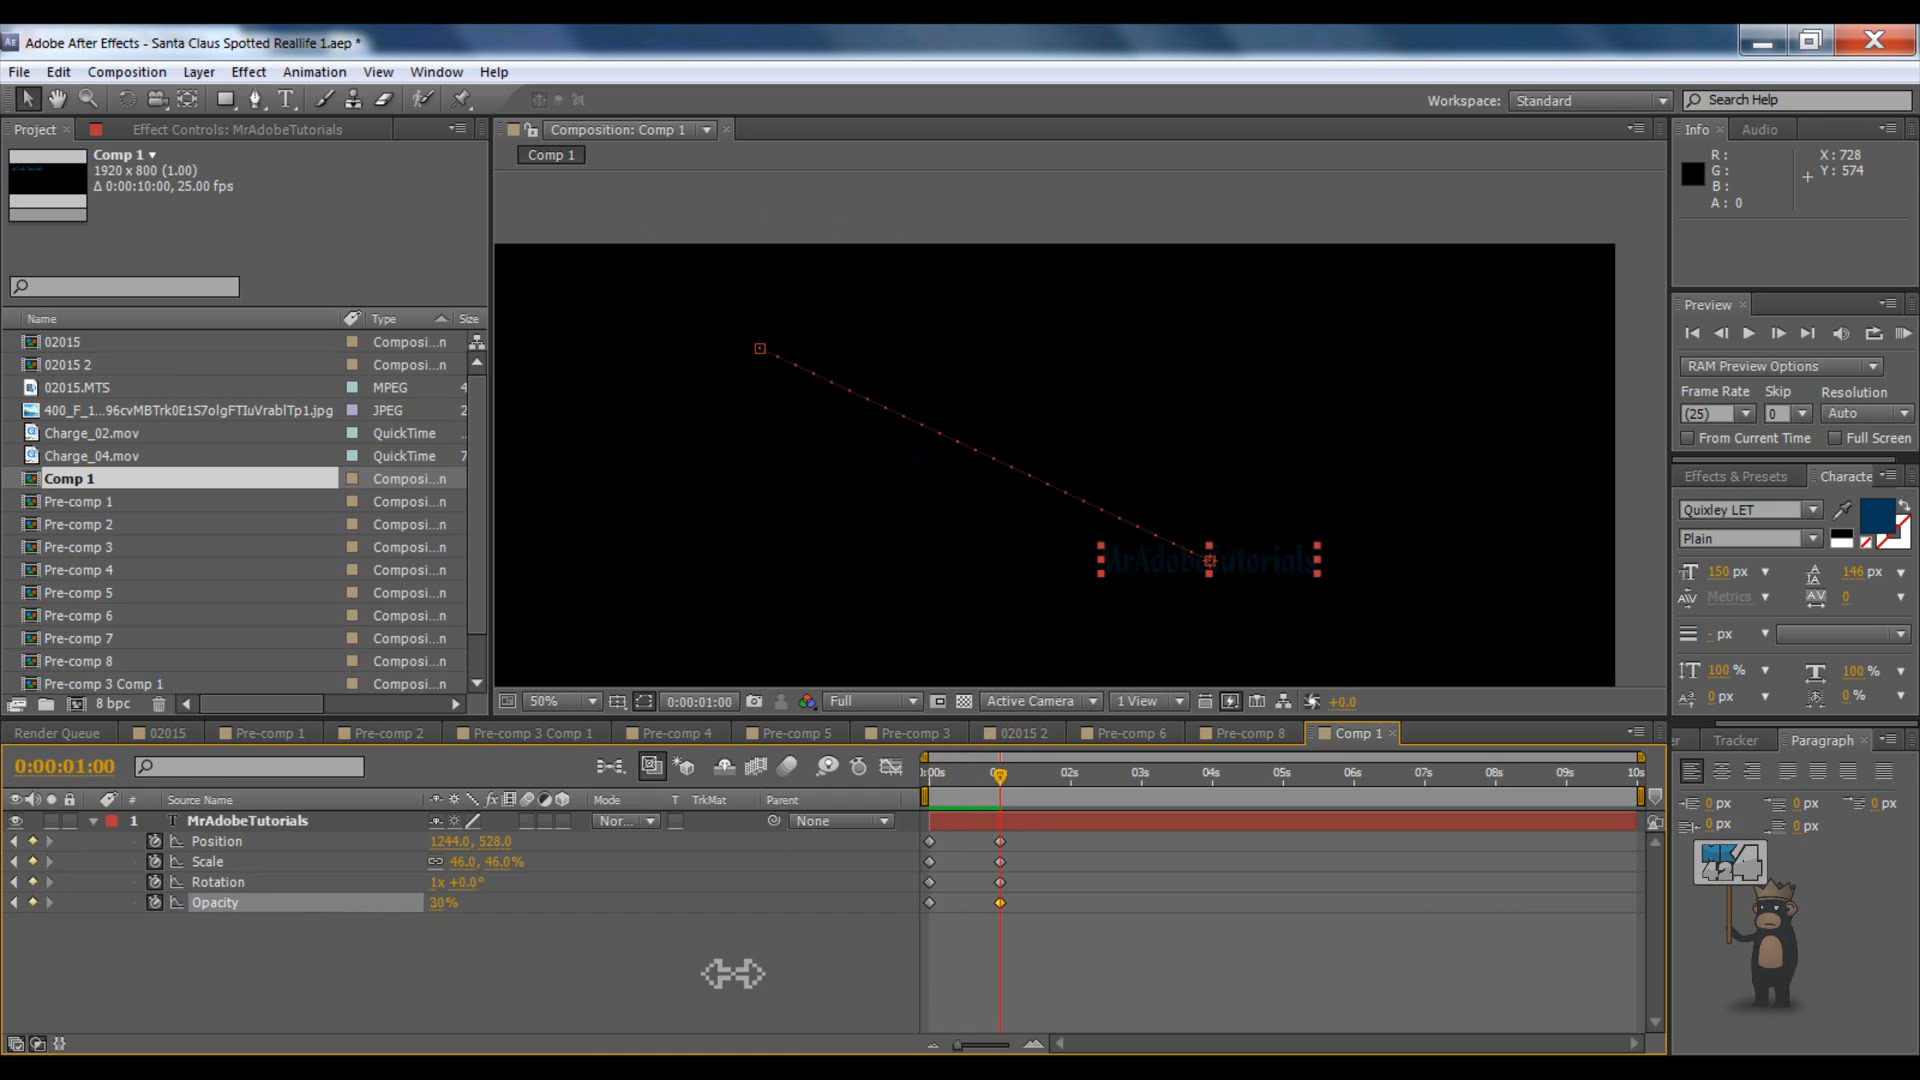 Adobe After Effects - Santa Claus Spotted Reallife 1.aep *
File Edit Composition Layer Effect Animation View Window Help
Workspace: Standard Search Help
Project Effect Controls: MrAdobeTutorials
Composition: Comp 1
Info Audio
Comp 1
1920 x 800 (1.00)
Δ 0:00:10:00, 25.00 fps
Comp 1
R :
G :
B :
A : 0
X : 728
Y : 574
Preview
RAM Preview Options
Frame Rate Skip Resolution
(25) 0 Auto
From Current Time Full Screen
Name Type Size
02015 Composi...n
02015 2 Composi...n
02015.MTS MPEG 4
400_F_1...96cvMBTrk0E1S7olgFTIuVrablTp1.jpg JPEG 2
Charge_02.mov QuickTime ...
Charge_04.mov QuickTime 7
Comp 1 Composi...n
Pre-comp 1 Composi...n
Pre-comp 2 Composi...n
Pre-comp 3 Composi...n
Pre-comp 4 Composi...n
Pre-comp 5 Composi...n
Pre-comp 6 Composi...n
Pre-comp 7 Composi...n
Pre-comp 8 Composi...n
Pre-comp 3 Comp 1 Composi...n
8 bpc
MrAdobeTutorials
Effects & Presets Characte
Quixley LET
Plain
150 px 146 px
Metrics 0
- px
100 % 100 %
0 px 0 %
50% 0:00:01:00 Full Active Camera 1 View +0.0
Render Queue 02015 Pre-comp 1 Pre-comp 2 Pre-comp 3 Comp 1 Pre-comp 4 Pre-comp 5 Pre-comp 3 02015 2 Pre-comp 6 Pre-comp 8 Comp 1
er Tracker Paragraph
0:00:01:00
):00s 02s 03s 04s 05s 06s 07s 08s 09s 10s
# Source Name fx Mode T TrkMat Parent
1 T MrAdobeTutorials Nor... None
Position 1244.0, 528.0
Scale 46.0, 46.0%
Rotation 1x +0.0°
Opacity 30%
0 px 0 px 0 px
0 px 0 px
MK
424